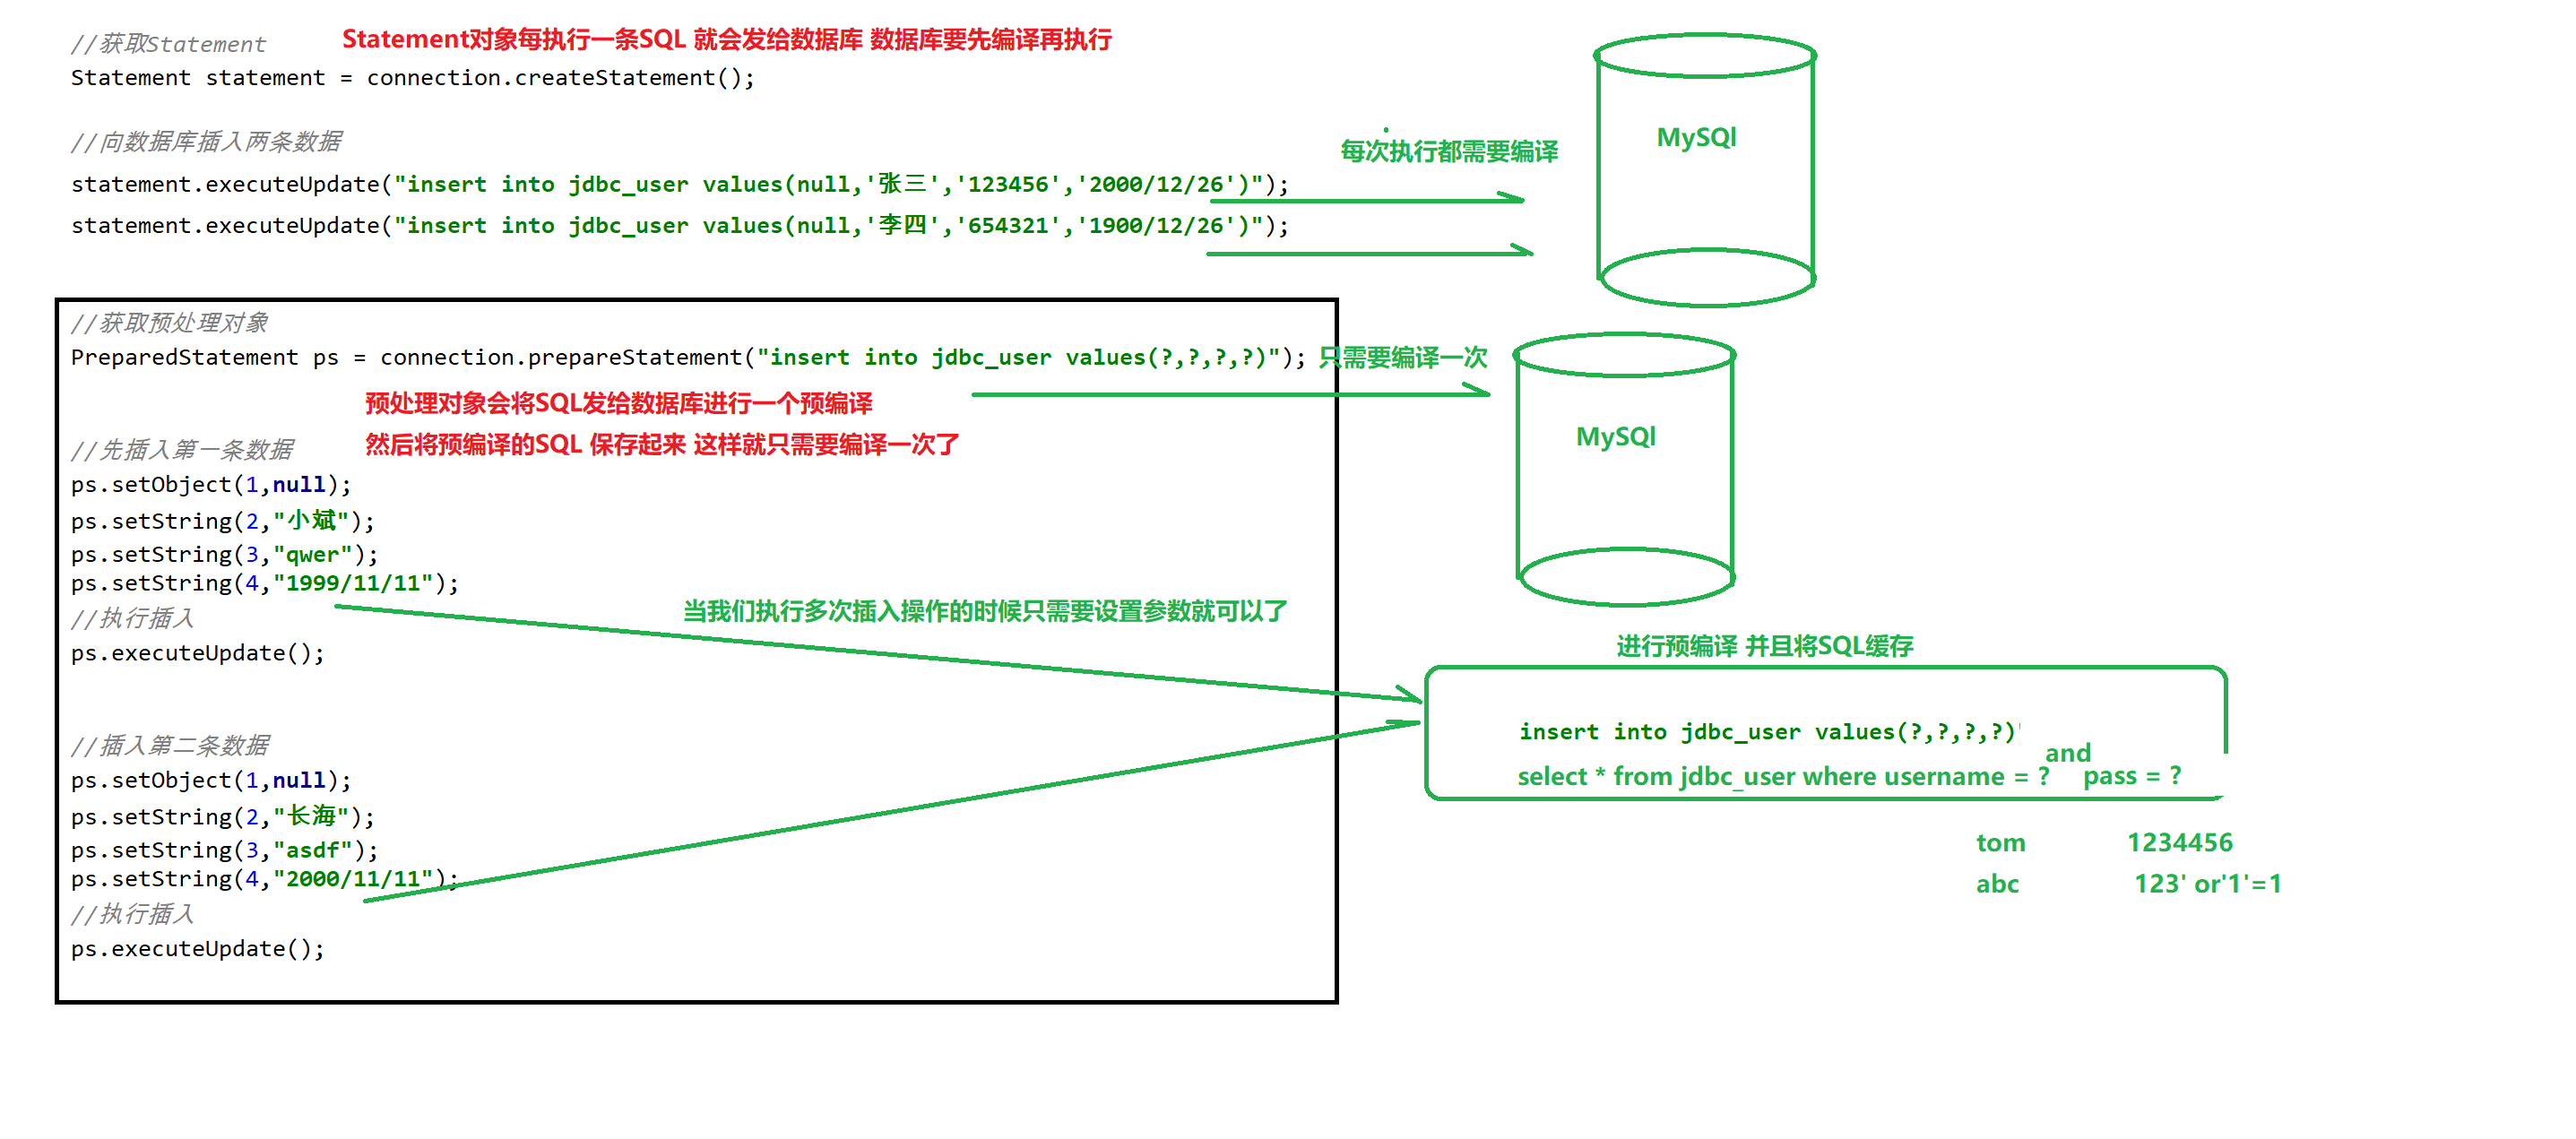 //获取Statement
Statement对象每执行一条SQL 就会发给数据库 数据库要先编译再执行
Statement statement = connection.createStatement();
//向数据库插入两条数据
每次执行都需要编译
MySQl
statement.executeUpdate("insert into jdbc_user values(null,'张三','123456','2000/12/26')");
statement.executeUpdate("insert into jdbc_user values(null,'李四','654321','1900/12/26')");
//获取预处理对象
PreparedStatement ps = connection.prepareStatement("insert into jdbc_user values(?,?,?,?)");
只需要编译一次
预处理对象会将SQL发给数据库进行一个预编译
然后将预编译的SQL 保存起来 这样就只需要编译一次了
MySQl
//先插入第一条数据
ps.setObject(1,null);
ps.setString(2,"小斌");
ps.setString(3,"qwer");
ps.setString(4,"1999/11/11");
//执行插入
当我们执行多次插入操作的时候只需要设置参数就可以了
ps.executeUpdate();
进行预编译 并且将SQL缓存
insert into jdbc_user values(?,?,?,?)'
and
select * from jdbc_user where username = ? pass = ?
//插入第二条数据
ps.setObject(1,null);
ps.setString(2,"长海");
ps.setString(3,"asdf");
ps.setString(4,"2000/11/11");
//执行插入
ps.executeUpdate();
tom 1234456
abc 123' or'1'=1